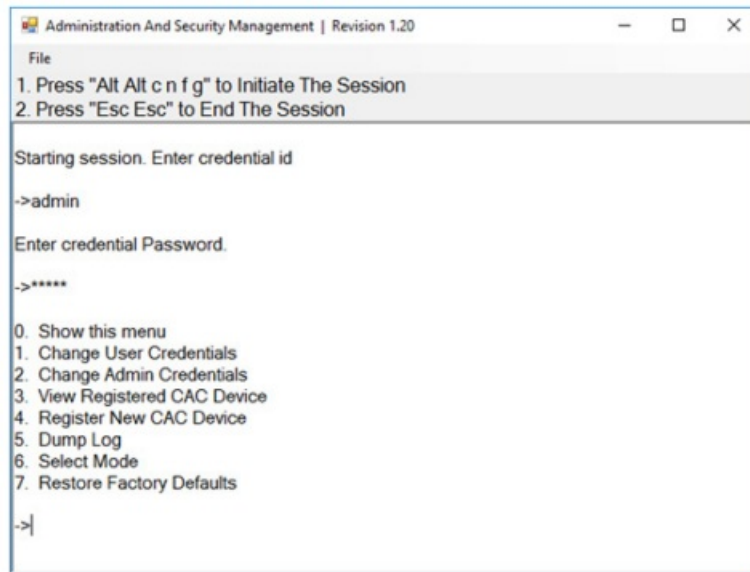 Administration And Security Management | Revision 1.20
File
1. Press "Alt Alt c n f g" to Initiate The Session
2. Press "Esc Esc" to End The Session
Starting session. Enter credential id
->admin
Enter credential Password.
->*****
0. Show this menu
1. Change User Credentials
2. Change Admin Credentials
3. View Registered CAC Device
4. Register New CAC Device
5. Dump Log
6. Select Mode
7. Restore Factory Defaults
->